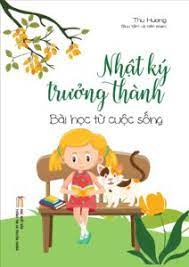 Thu Hương
Nhật ký
trưởng thành
Bài học từ cuộc sống